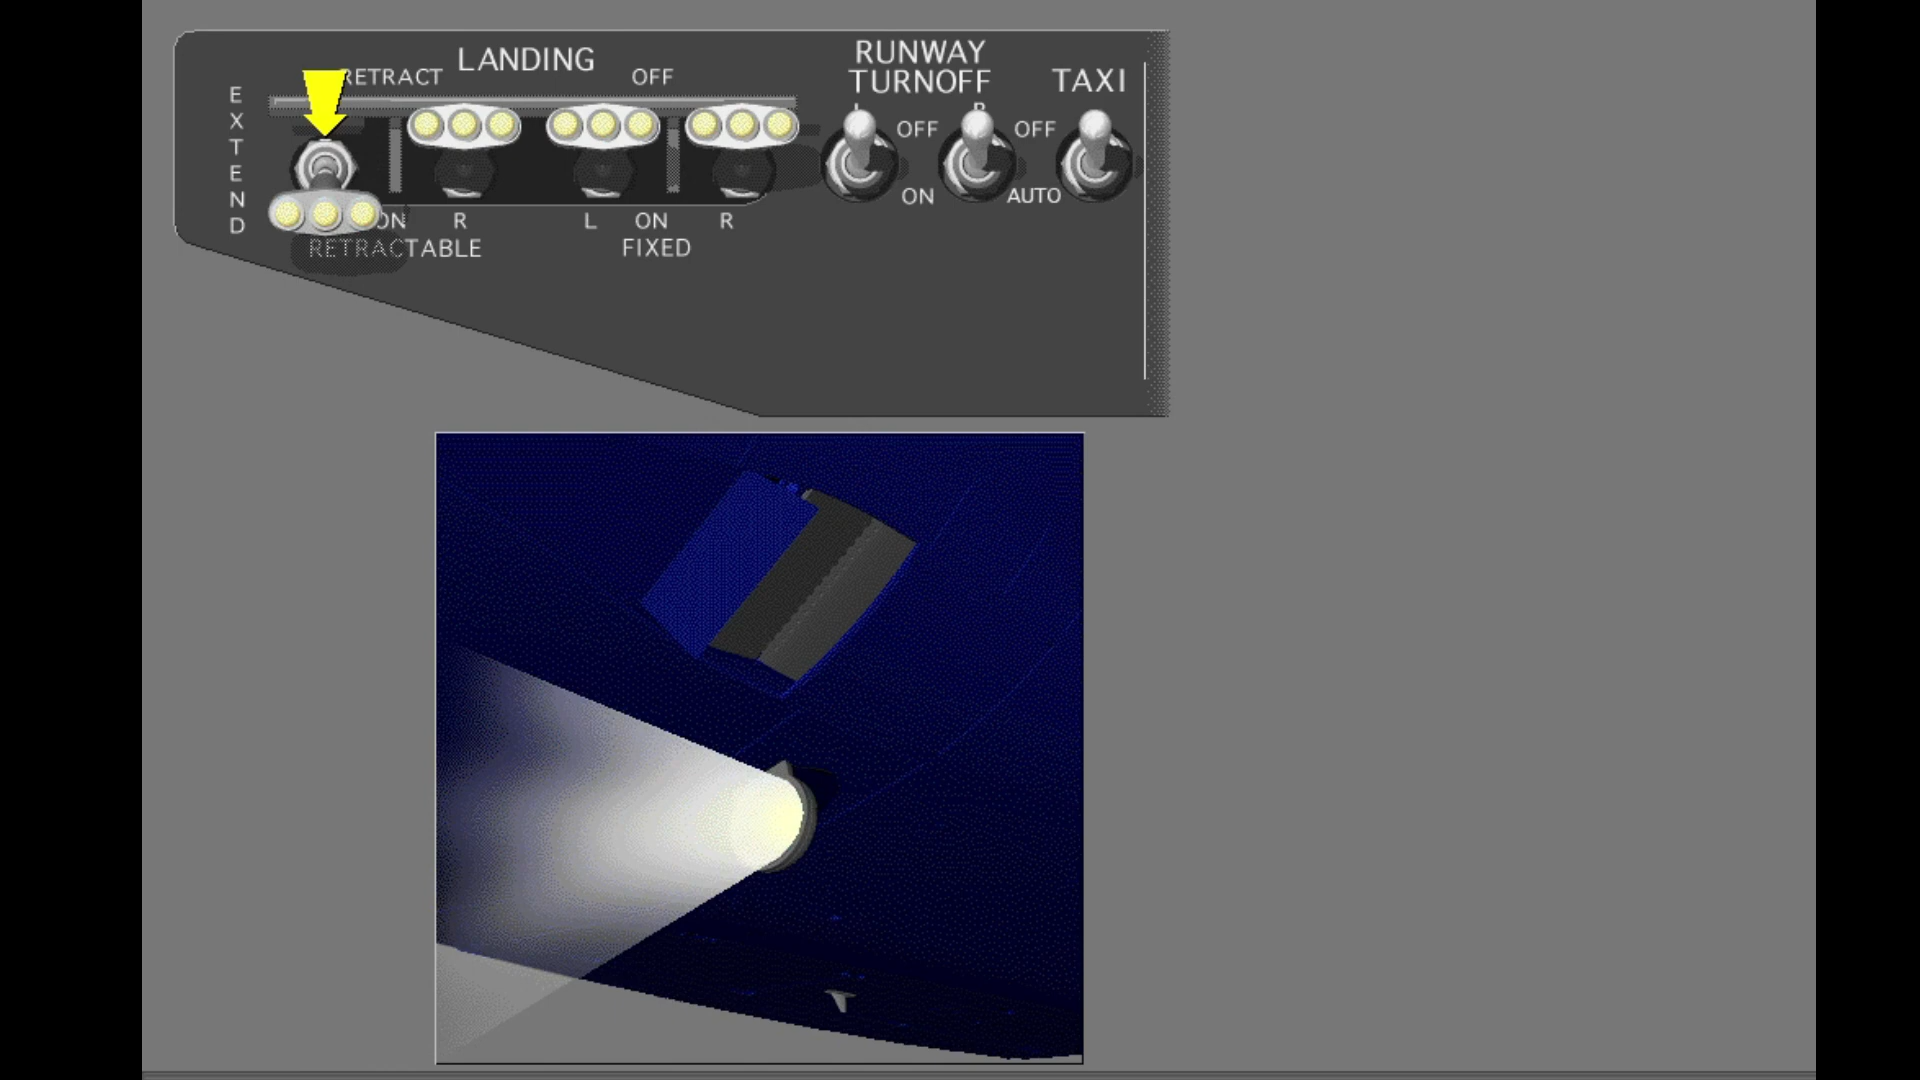 LANDING
RETRACT
OFF
EXTEND
ON
R
L
ON
R
RETRACTABLE
FIXED
RUNWAY
TURNOFF
L
R
OFF
ON
OFF
AUTO
TAXI